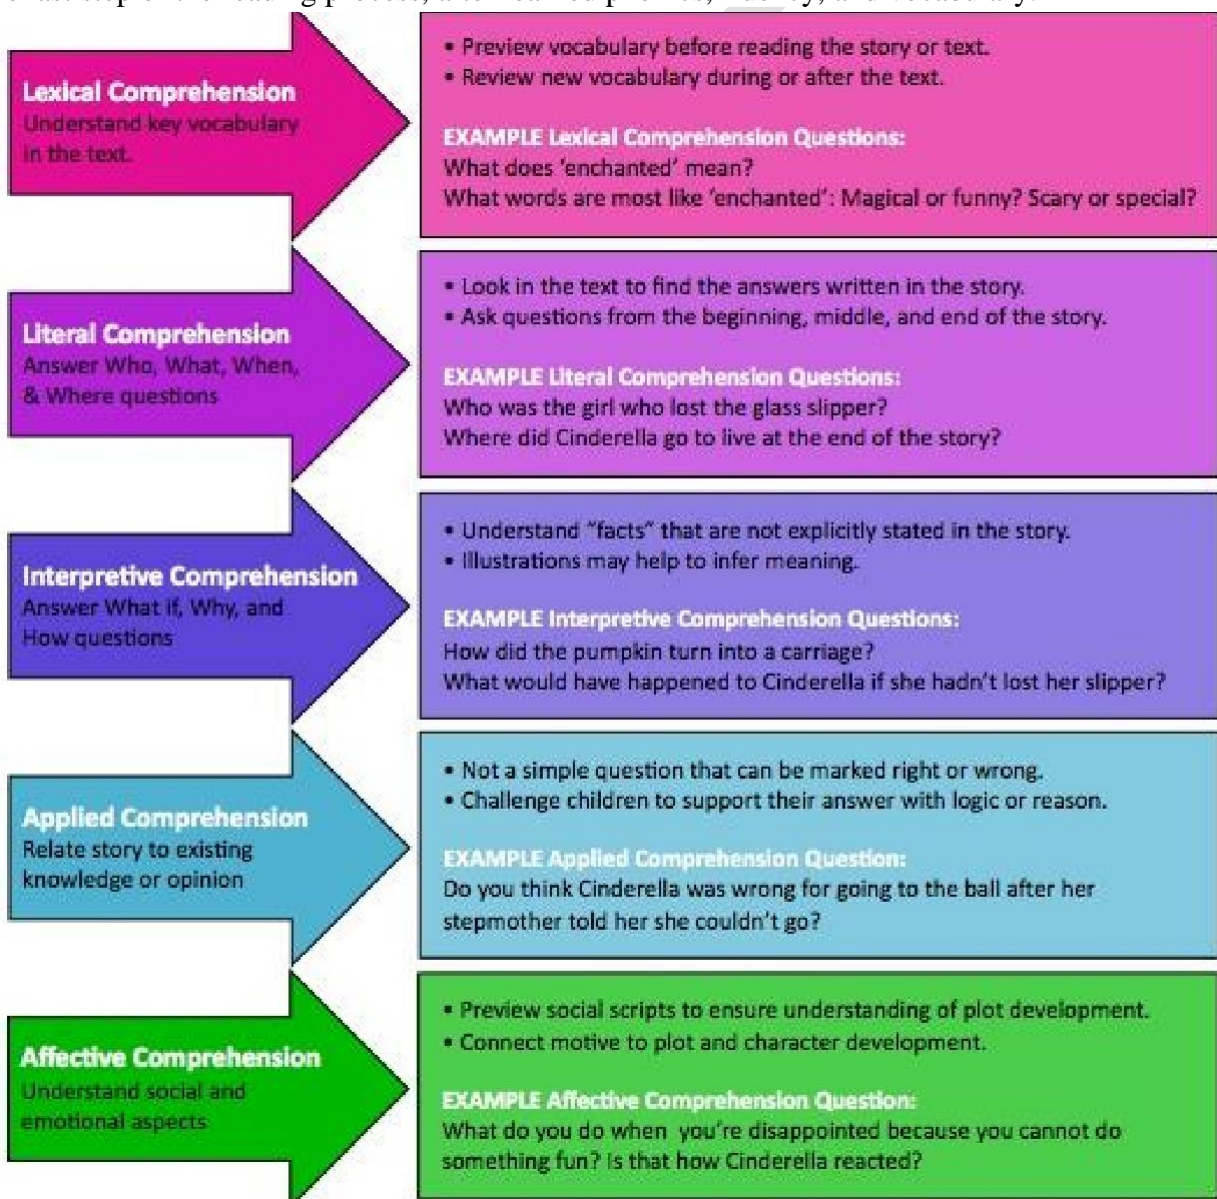 Lexical Comprehension
Understand key vocabulary
in the text.
• Preview vocabulary before reading the story or text.
• Review new vocabulary during or after the text.
EXAMPLE Lexical Comprehension Questions:
What does ‘enchanted’ mean?
What words are most like ‘enchanted’: Magical or funny? Scary or special?
Literal Comprehension
Answer Who, What, When,
& Where questions
• Look in the text to find the answers written in the story.
• Ask questions from the beginning, middle, and end of the story.
EXAMPLE Literal Comprehension Questions:
Who was the girl who lost the glass slipper?
Where did Cinderella go to live at the end of the story?
Interpretive Comprehension
Answer What if, Why, and
How questions
• Understand “facts” that are not explicitly stated in the story.
• Illustrations may help to infer meaning.
EXAMPLE Interpretive Comprehension Questions:
How did the pumpkin turn into a carriage?
What would have happened to Cinderella if she hadn’t lost her slipper?
Applied Comprehension
Relate story to existing
knowledge or opinion
• Not a simple question that can be marked right or wrong.
• Challenge children to support their answer with logic or reason.
EXAMPLE Applied Comprehension Question:
Do you think Cinderella was wrong for going to the ball after her
stepmother told her she couldn’t go?
Affective Comprehension
Understand social and
emotional aspects
• Preview social scripts to ensure understanding of plot development.
• Connect motive to plot and character development.
EXAMPLE Affective Comprehension Question:
What do you do when you’re disappointed because you cannot do
something fun? Is that how Cinderella reacted?